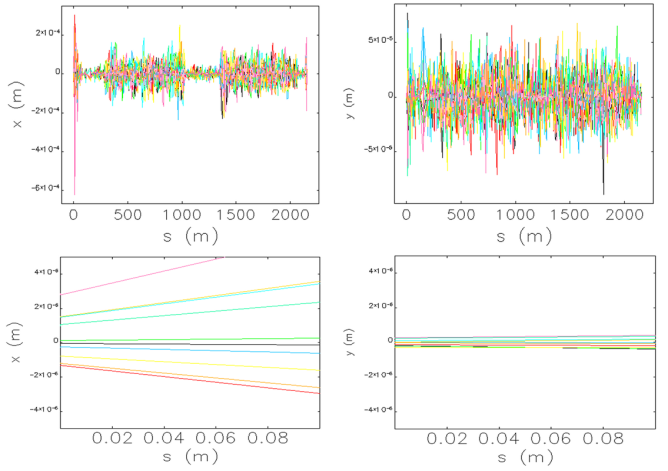 2×10⁻⁴
0
−2×10⁻⁴
−4×10⁻⁴
−6×10⁻⁴
x (m)
0 500 1000 1500 2000
s (m)
5×10⁻⁵
0
−5×10⁻⁵
y (m)
0 500 1000 1500 2000
s (m)
4×10⁻⁶
2×10⁻⁶
0
−2×10⁻⁶
−4×10⁻⁶
x (m)
0.02 0.04 0.06 0.08
s (m)
4×10⁻⁶
2×10⁻⁶
0
−2×10⁻⁶
−4×10⁻⁶
y (m)
0.02 0.04 0.06 0.08
s (m)